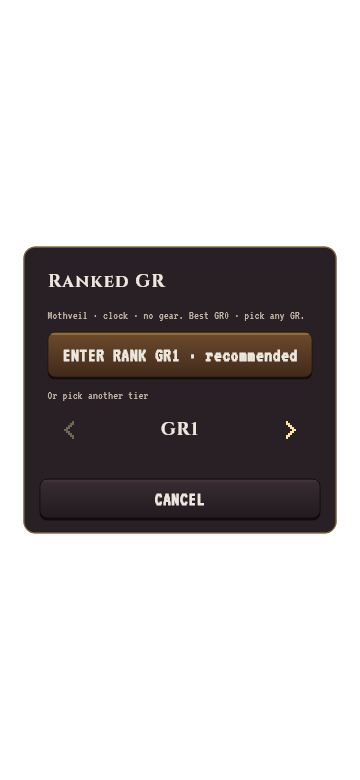 Ranked GR
Mothveil · clock · no gear. Best GR0 · pick any GR.
ENTER RANK GR1 · recommended
Or pick another tier
GR1
CANCEL